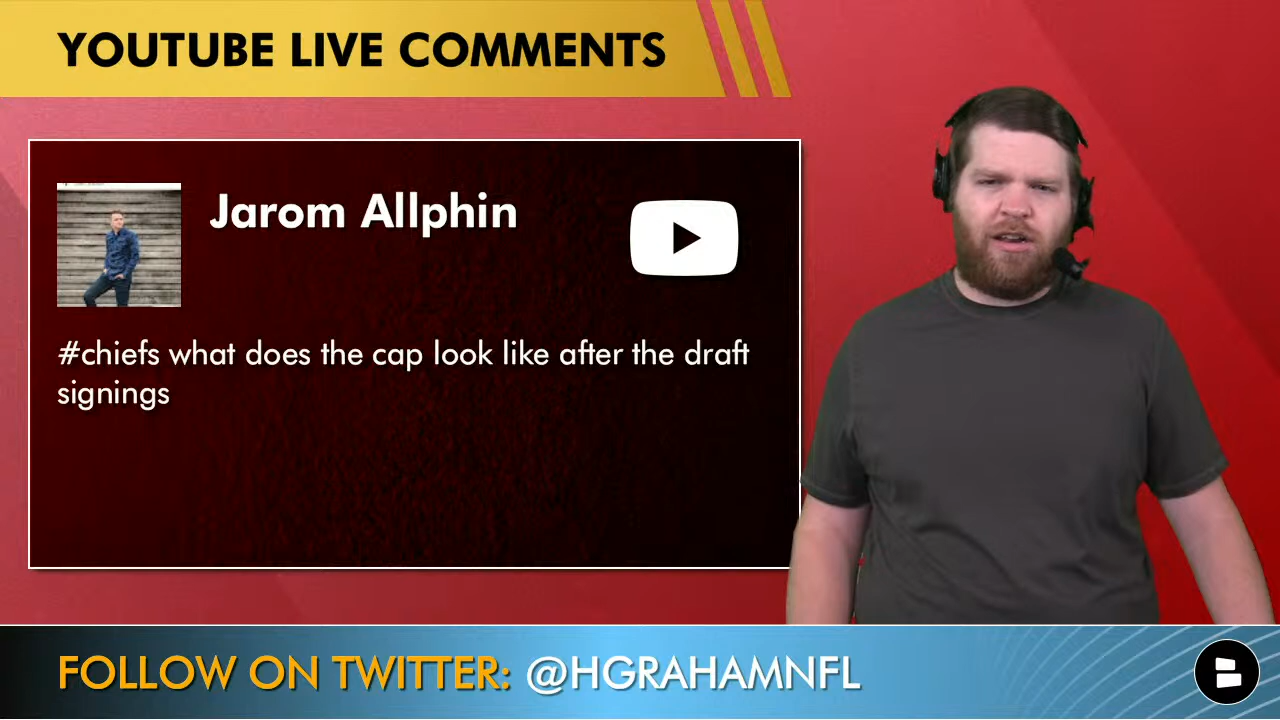 YOUTUBE LIVE COMMENTS
Jarom Allphin
#chiefs what does the cap look like after the draft
signings
FOLLOW ON TWITTER: @HGRAHAMNFL